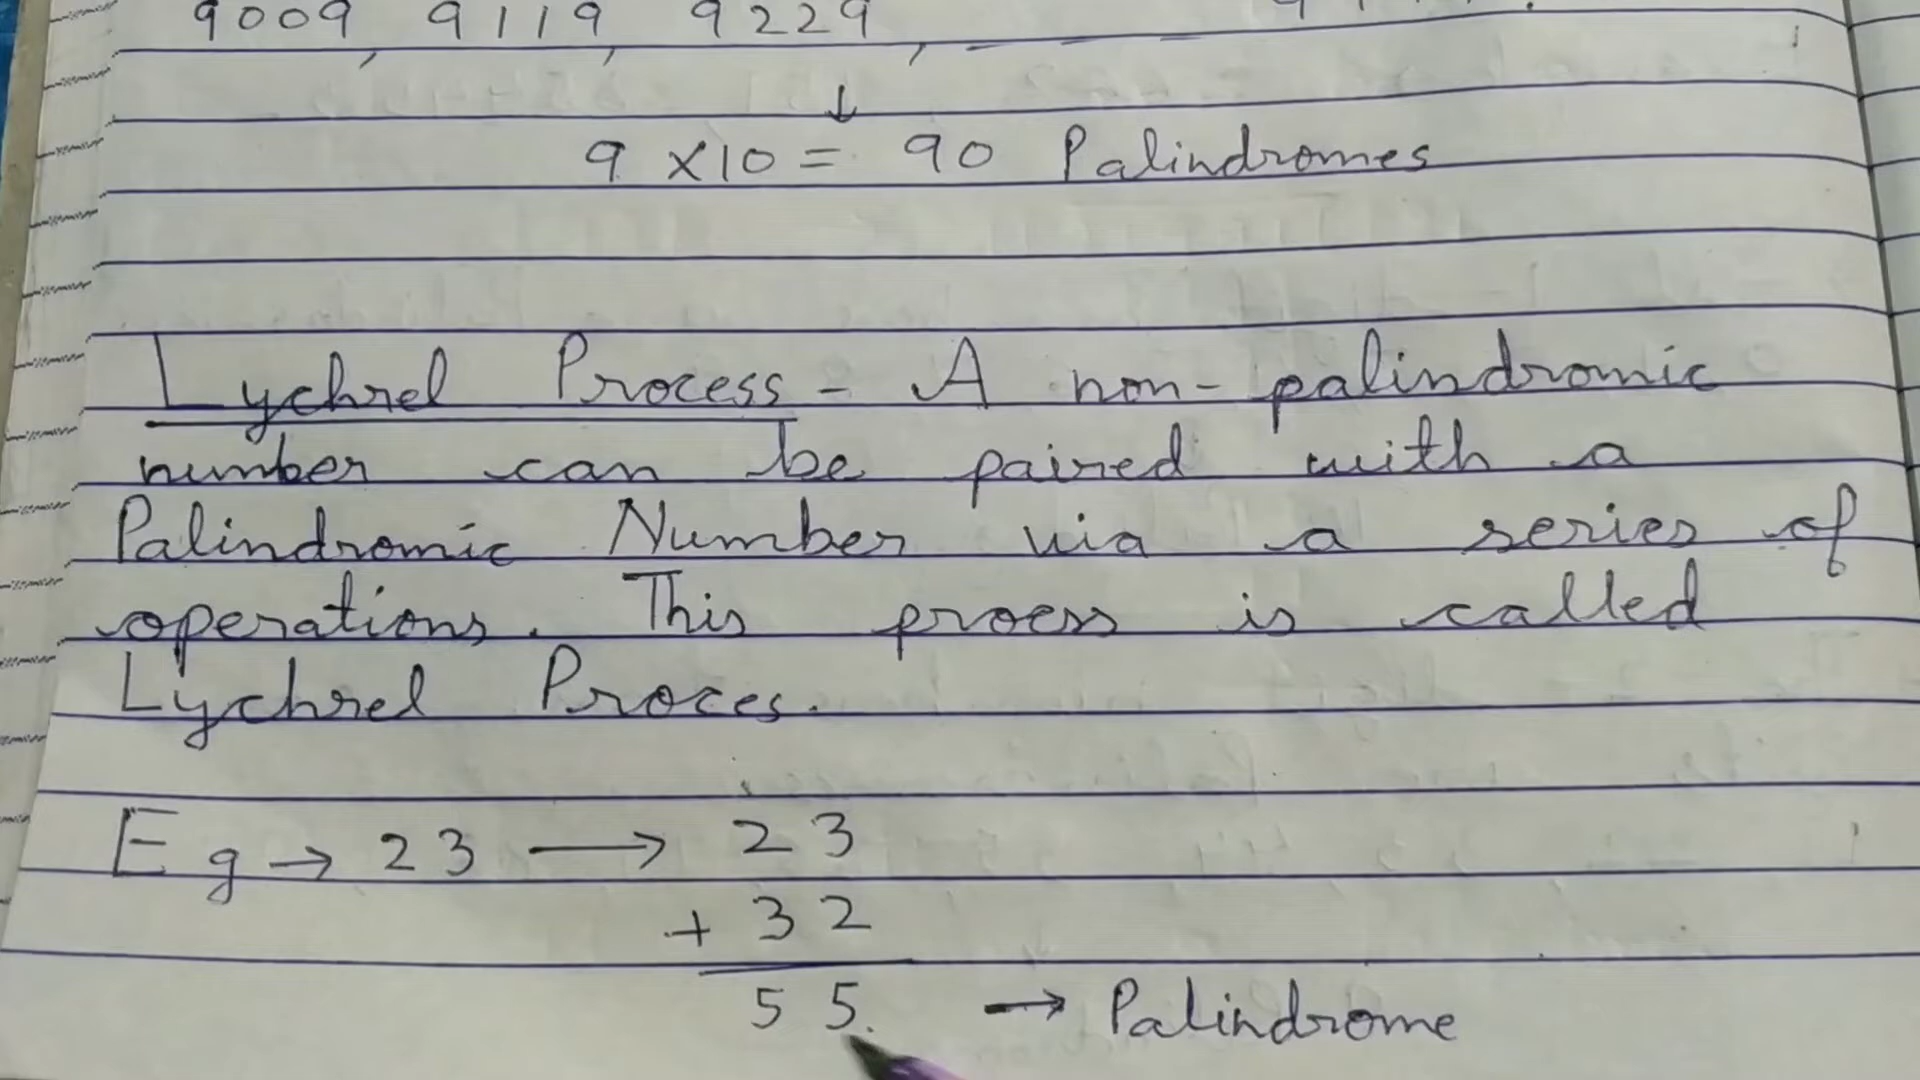 9009, 9119, 9229,
↓
9 × 10 = 90 Palindromes
Lychrel Process - A non-palindromic
number can be paired with a
Palindromic Number via a series of
operations. This process is called
Lychrel Proces.
Eg → 23 ⟶ 23
+ 32
55. → Palindrome